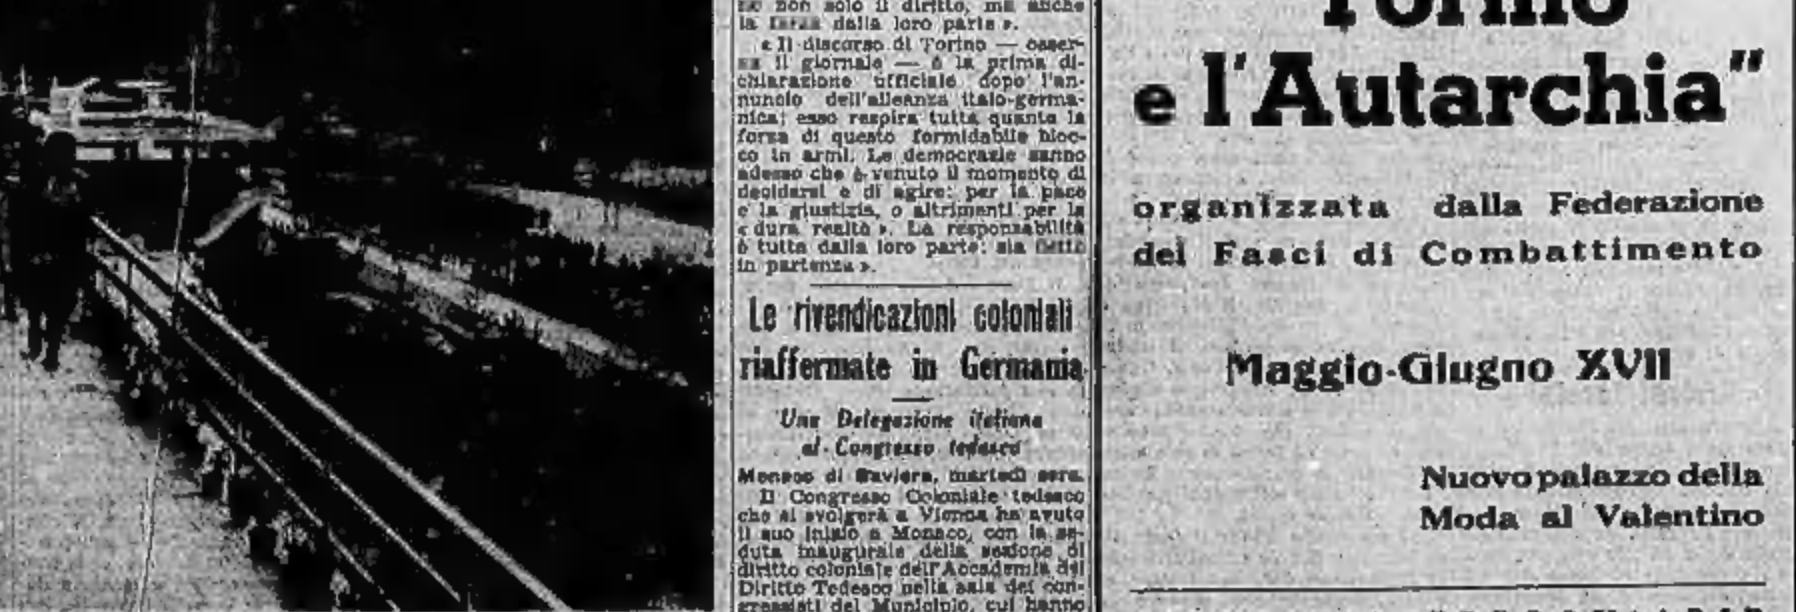 non solo il diritto, ma anche
la forza dalla loro parte ».
« Il discorso di Torino — osser-
va il giornale — è la prima di-
chiarazione ufficiale dopo l'an-
nuncio dell'alleanza italo-germa-
nica; esso respira tutta quanta la
forza di questo formidabile bloc-
co in armi. Le democrazie sanno
adesso che è venuto il momento di
decidersi e di agire: per la pace
e la giustizia, o altrimenti per la
« dura realtà ». La responsabilità
è tutta dalla loro parte: sia detto
in partenza ».
Le rivendicazioni coloniali
riaffermate in Germania
Una Delegazione italiana
al Congresso tedesco
Monaco di Baviera, martedì sera.
Il Congresso Coloniale tedesco
che si svolgerà a Vienna ha avuto
il suo inizio a Monaco, con la se-
duta inaugurale della sezione di
diritto coloniale dell'Accademia del
Diritto Tedesco nella sala dei con-
gressisti del Municipio, cui hanno
Torino
e l'Autarchia"
organizzata dalla Federazione
dei Fasci di Combattimento
Maggio-Giugno XVII
Nuovo palazzo della
Moda al Valentino